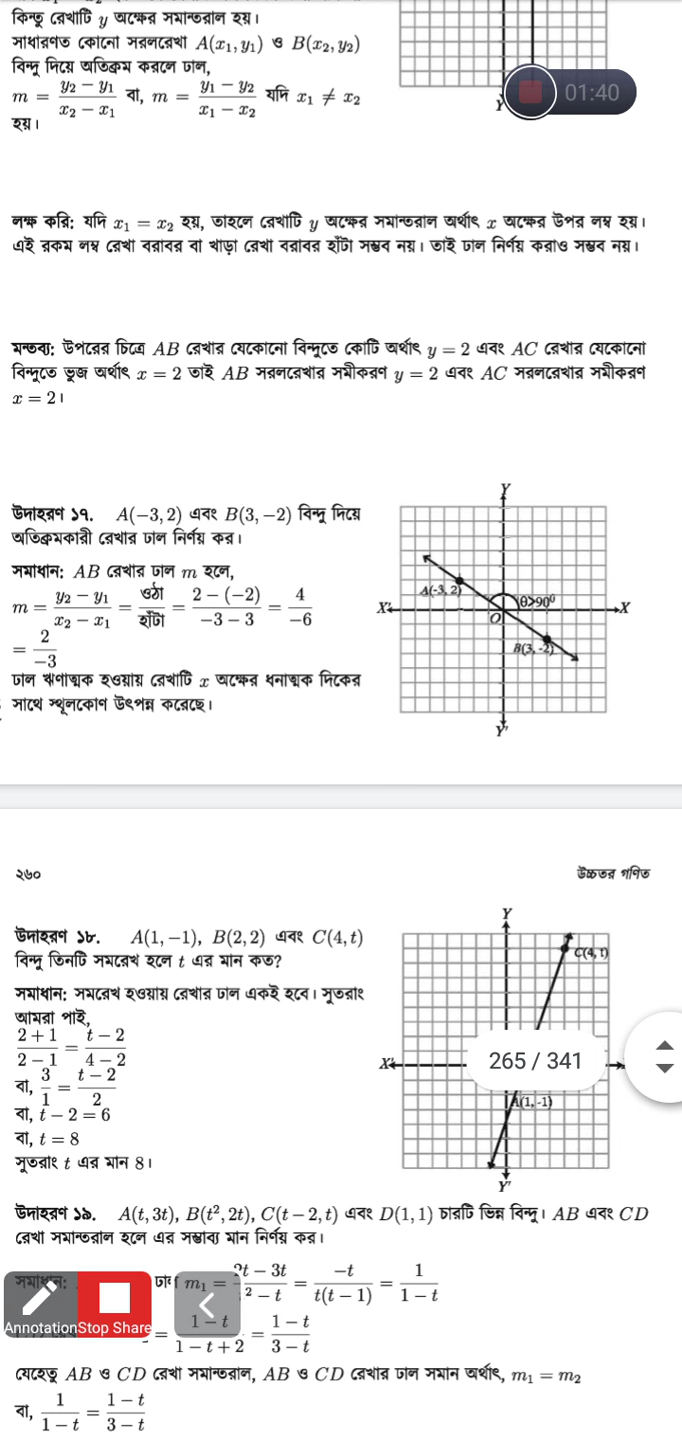 কিন্তু রেখাটি y অক্ষের সমান্তরাল হয়।
সাধারণত কোনো সরলরেখা A(x₁, y₁) ও B(x₂, y₂)
বিন্দু দিয়ে অতিক্রম করলে ঢাল,
m = (y₂ − y₁)/(x₂ − x₁) বা, m = (y₁ − y₂)/(x₁ − x₂) যদি x₁ ≠ x₂
হয়।
Y
01:40
লক্ষ করি: যদি x₁ = x₂ হয়, তাহলে রেখাটি y অক্ষের সমান্তরাল অর্থাৎ x অক্ষের উপর লম্ব হয়।
এই রকম লম্ব রেখা বরাবর বা খাড়া রেখা বরাবর হাঁটা সম্ভব নয়। তাই ঢাল নির্ণয় করাও সম্ভব নয়।
মন্তব্য: উপরের চিত্রে AB রেখার যেকোনো বিন্দুতে কোটি অর্থাৎ y = 2 এবং AC রেখার যেকোনো
বিন্দুতে ভুজ অর্থাৎ x = 2 তাই AB সরলরেখার সমীকরণ y = 2 এবং AC সরলরেখার সমীকরণ
x = 2।
উদাহরণ ১৭. A(−3, 2) এবং B(3, −2) বিন্দু দিয়ে
অতিক্রমকারী রেখার ঢাল নির্ণয় কর।
সমাধান: AB রেখার ঢাল m হলে,
m = (y₂ − y₁)/(x₂ − x₁) = ওঠা/হাঁটা = (2 − (−2))/(−3 − 3) = 4/−6
= 2/−3
ঢাল ঋণাত্মক হওয়ায় রেখাটি x অক্ষের ধনাত্মক দিকের
সাথে স্থূলকোণ উৎপন্ন করেছে।
Y
A(-3, 2)
θ>90⁰
X'
X
O
B(3, -2)
Y'
২৬০
উচ্চতর গণিত
উদাহরণ ১৮. A(1, −1), B(2, 2) এবং C(4, t)
বিন্দু তিনটি সমরেখ হলে t এর মান কত?
সমাধান: সমরেখ হওয়ায় রেখার ঢাল একই হবে। সুতরাং
আমরা পাই,
(2 + 1)/(2 − 1) = (t − 2)/(4 − 2)
বা, 3/1 = (t − 2)/2
বা, t − 2 = 6
বা, t = 8
সুতরাং t এর মান 8।
Y
C(4, t)
X'
265 / 341
A(1, -1)
Y'
উদাহরণ ১৯. A(t, 3t), B(t², 2t), C(t − 2, t) এবং D(1, 1) চারটি ভিন্ন বিন্দু। AB এবং CD
রেখা সমান্তরাল হলে t এর সম্ভাব্য মান নির্ণয় কর।
সমাধান: ঢাল m₁ = (2t − 3t)/(² − t) = −t/(t(t − 1)) = 1/(1 − t)
Annotation Stop Share
= (1 − t)/(1 − t + 2) = (1 − t)/(3 − t)
যেহেতু AB ও CD রেখা সমান্তরাল, AB ও CD রেখার ঢাল সমান অর্থাৎ, m₁ = m₂
বা, 1/(1 − t) = (1 − t)/(3 − t)